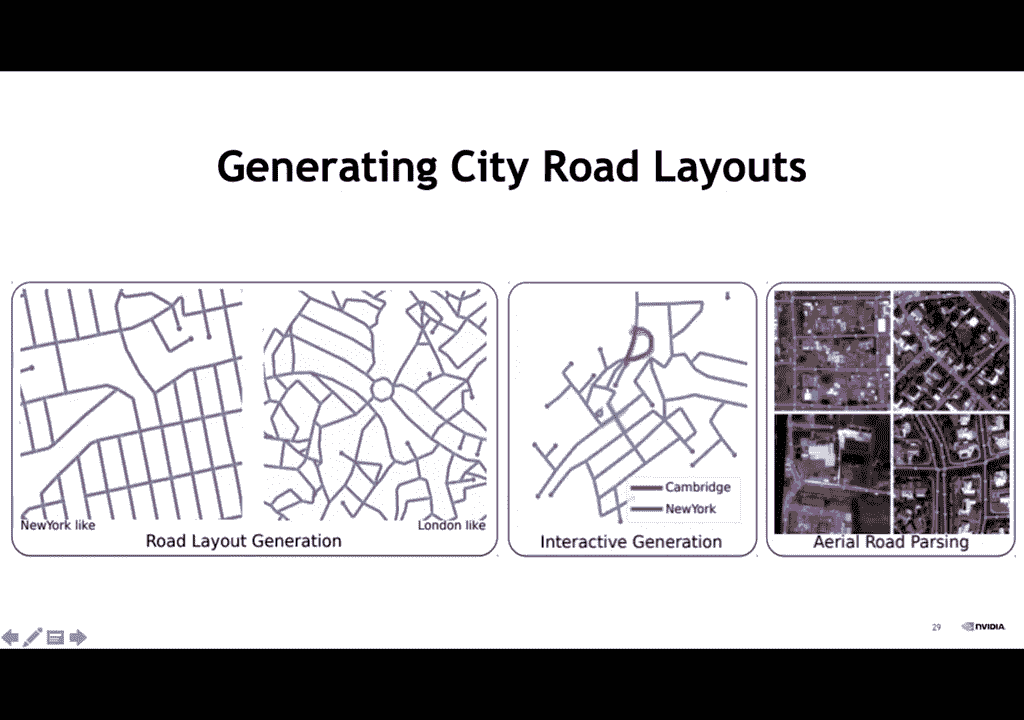 Generating City Road Layouts
NewYork like
London like
Road Layout Generation
Cambridge
NewYork
Interactive Generation
Aerial Road Parsing
29
NVIDIA